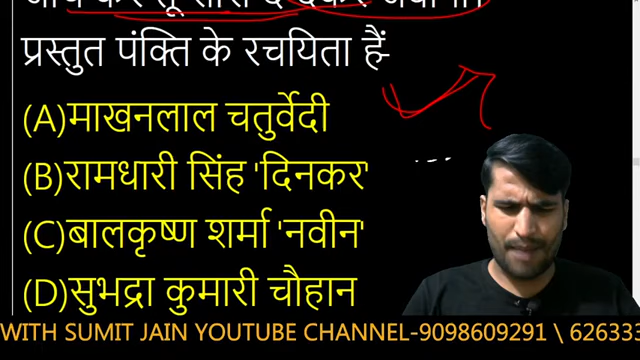 प्रस्तुत पंक्ति के रचयिता हैं-
(A)माखनलाल चतुर्वेदी
(B)रामधारी सिंह 'दिनकर'
(C)बालकृष्ण शर्मा 'नवीन'
(D)सुभद्रा कुमारी चौहान
WITH SUMIT JAIN YOUTUBE CHANNEL-9098609291 \ 626333